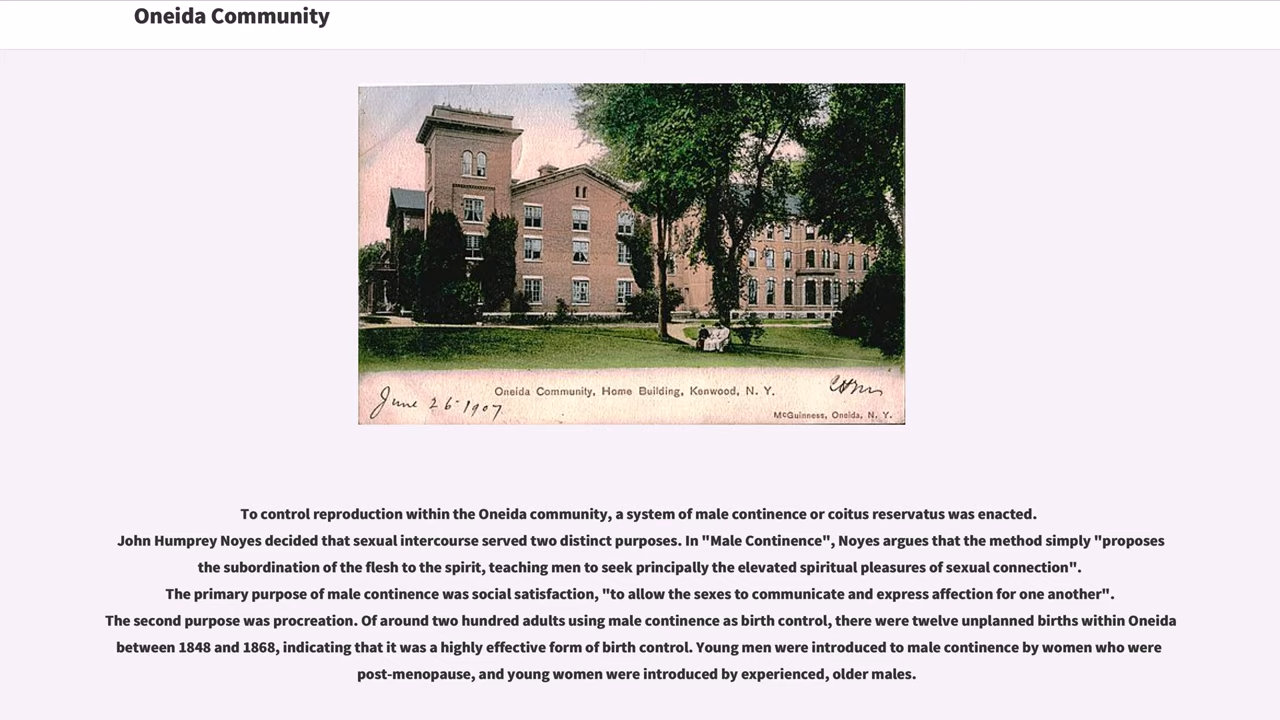 Oneida Community
Oneida Community, Home Building, Kenwood, N. Y.
June 26 1907
McGuinness, Oneida, N. Y.
To control reproduction within the Oneida community, a system of male continence or coitus reservatus was enacted.
John Humprey Noyes decided that sexual intercourse served two distinct purposes. In "Male Continence", Noyes argues that the method simply "proposes
the subordination of the flesh to the spirit, teaching men to seek principally the elevated spiritual pleasures of sexual connection".
The primary purpose of male continence was social satisfaction, "to allow the sexes to communicate and express affection for one another".
The second purpose was procreation. Of around two hundred adults using male continence as birth control, there were twelve unplanned births within Oneida
between 1848 and 1868, indicating that it was a highly effective form of birth control. Young men were introduced to male continence by women who were
post-menopause, and young women were introduced by experienced, older males.